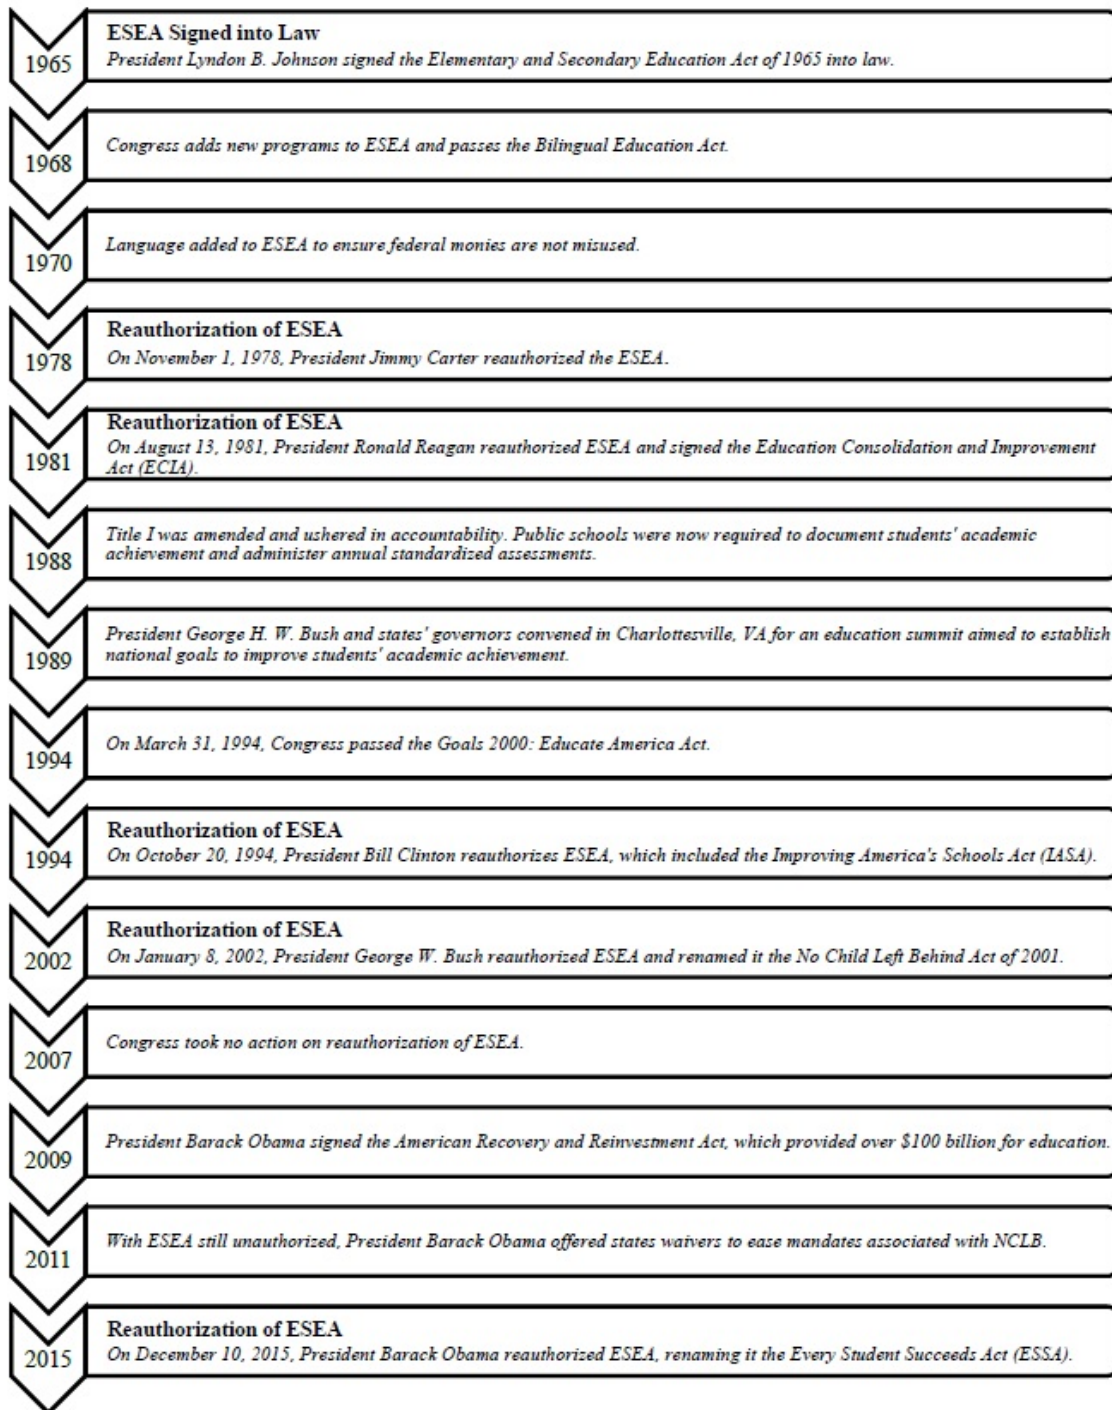 1965
ESEA Signed into Law
President Lyndon B. Johnson signed the Elementary and Secondary Education Act of 1965 into law.
1968
Congress adds new programs to ESEA and passes the Bilingual Education Act.
1970
Language added to ESEA to ensure federal monies are not misused.
1978
Reauthorization of ESEA
On November 1, 1978, President Jimmy Carter reauthorized the ESEA.
1981
Reauthorization of ESEA
On August 13, 1981, President Ronald Reagan reauthorized ESEA and signed the Education Consolidation and Improvement
Act (ECIA).
1988
Title I was amended and ushered in accountability. Public schools were now required to document students' academic
achievement and administer annual standardized assessments.
1989
President George H. W. Bush and states' governors convened in Charlottesville, VA for an education summit aimed to establish
national goals to improve students' academic achievement.
1994
On March 31, 1994, Congress passed the Goals 2000: Educate America Act.
1994
Reauthorization of ESEA
On October 20, 1994, President Bill Clinton reauthorizes ESEA, which included the Improving America's Schools Act (IASA).
2002
Reauthorization of ESEA
On January 8, 2002, President George W. Bush reauthorized ESEA and renamed it the No Child Left Behind Act of 2001.
2007
Congress took no action on reauthorization of ESEA.
2009
President Barack Obama signed the American Recovery and Reinvestment Act, which provided over $100 billion for education.
2011
With ESEA still unauthorized, President Barack Obama offered states waivers to ease mandates associated with NCLB.
2015
Reauthorization of ESEA
On December 10, 2015, President Barack Obama reauthorized ESEA, renaming it the Every Student Succeeds Act (ESSA).